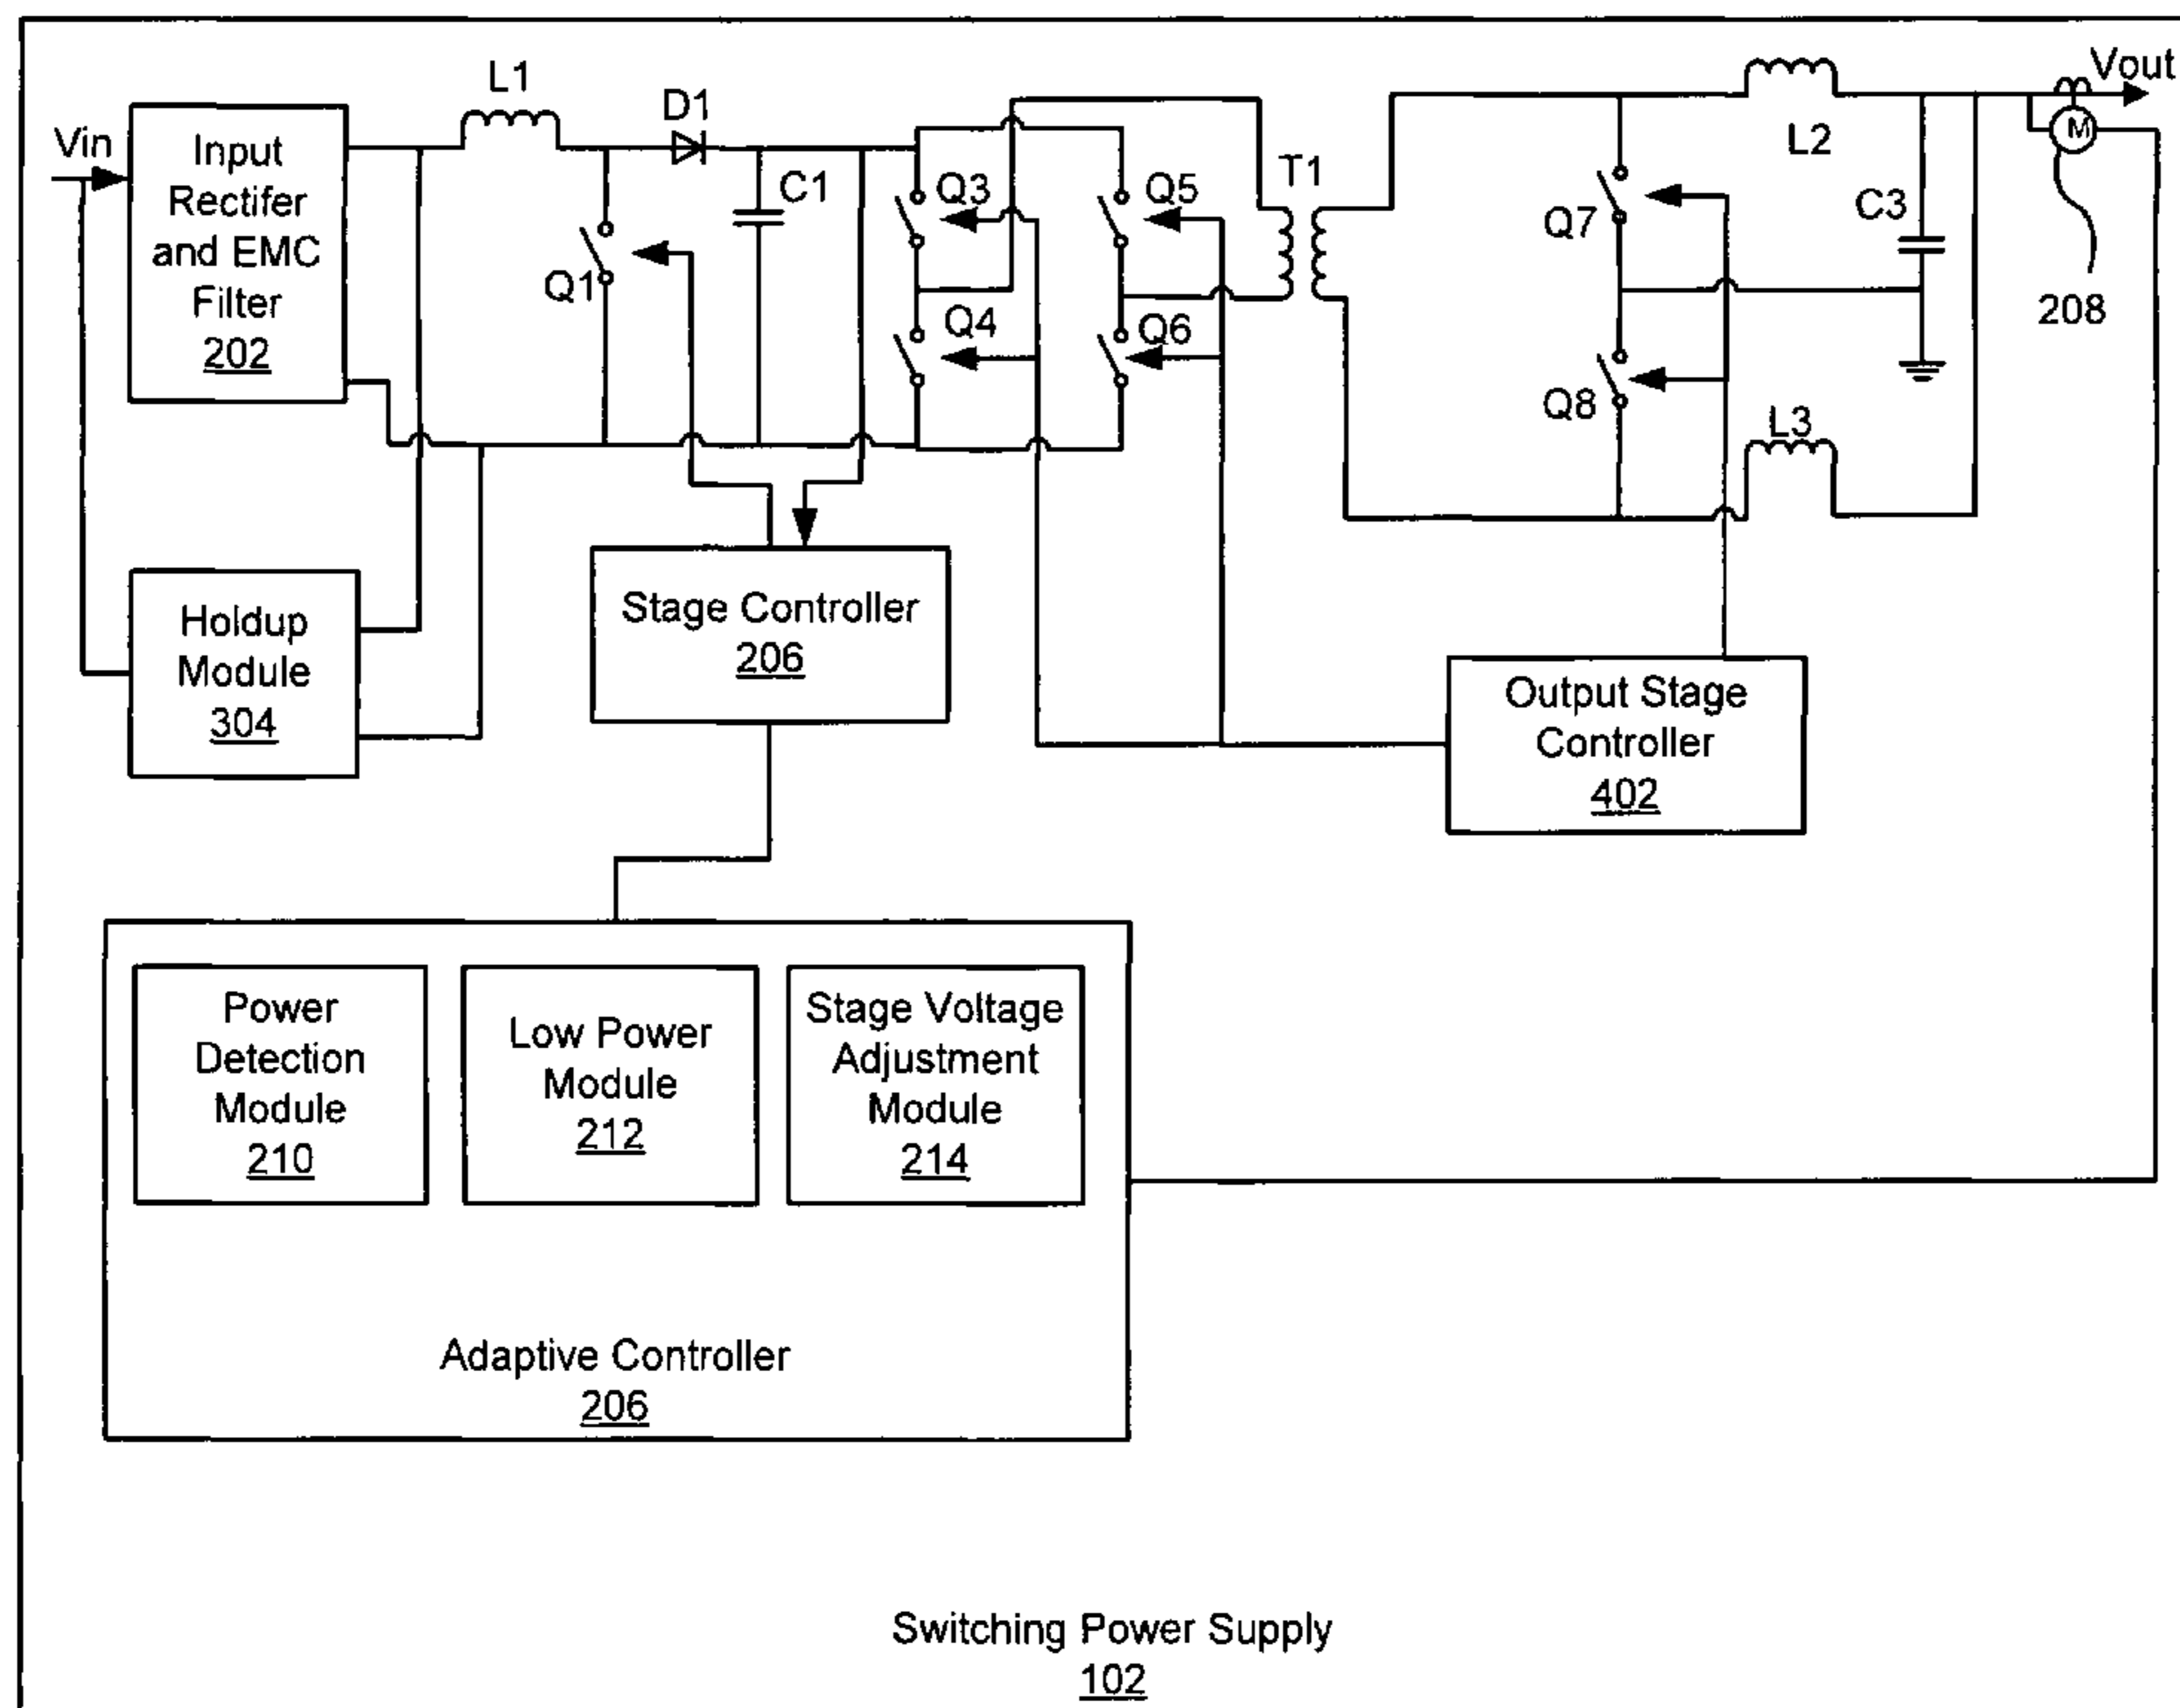 Vin
Input
Rectifer
and EMC
Filter
202
L1
D1
Q1
C1
Q3
Q4
Q5
Q6
T1
Q7
Q8
L2
L3
C3
Vout
M
208
Holdup
Module
304
Stage Controller
206
Output Stage
Controller
402
Power
Detection
Module
210
Low Power
Module
212
Stage Voltage
Adjustment
Module
214
Adaptive Controller
206
Switching Power Supply
102